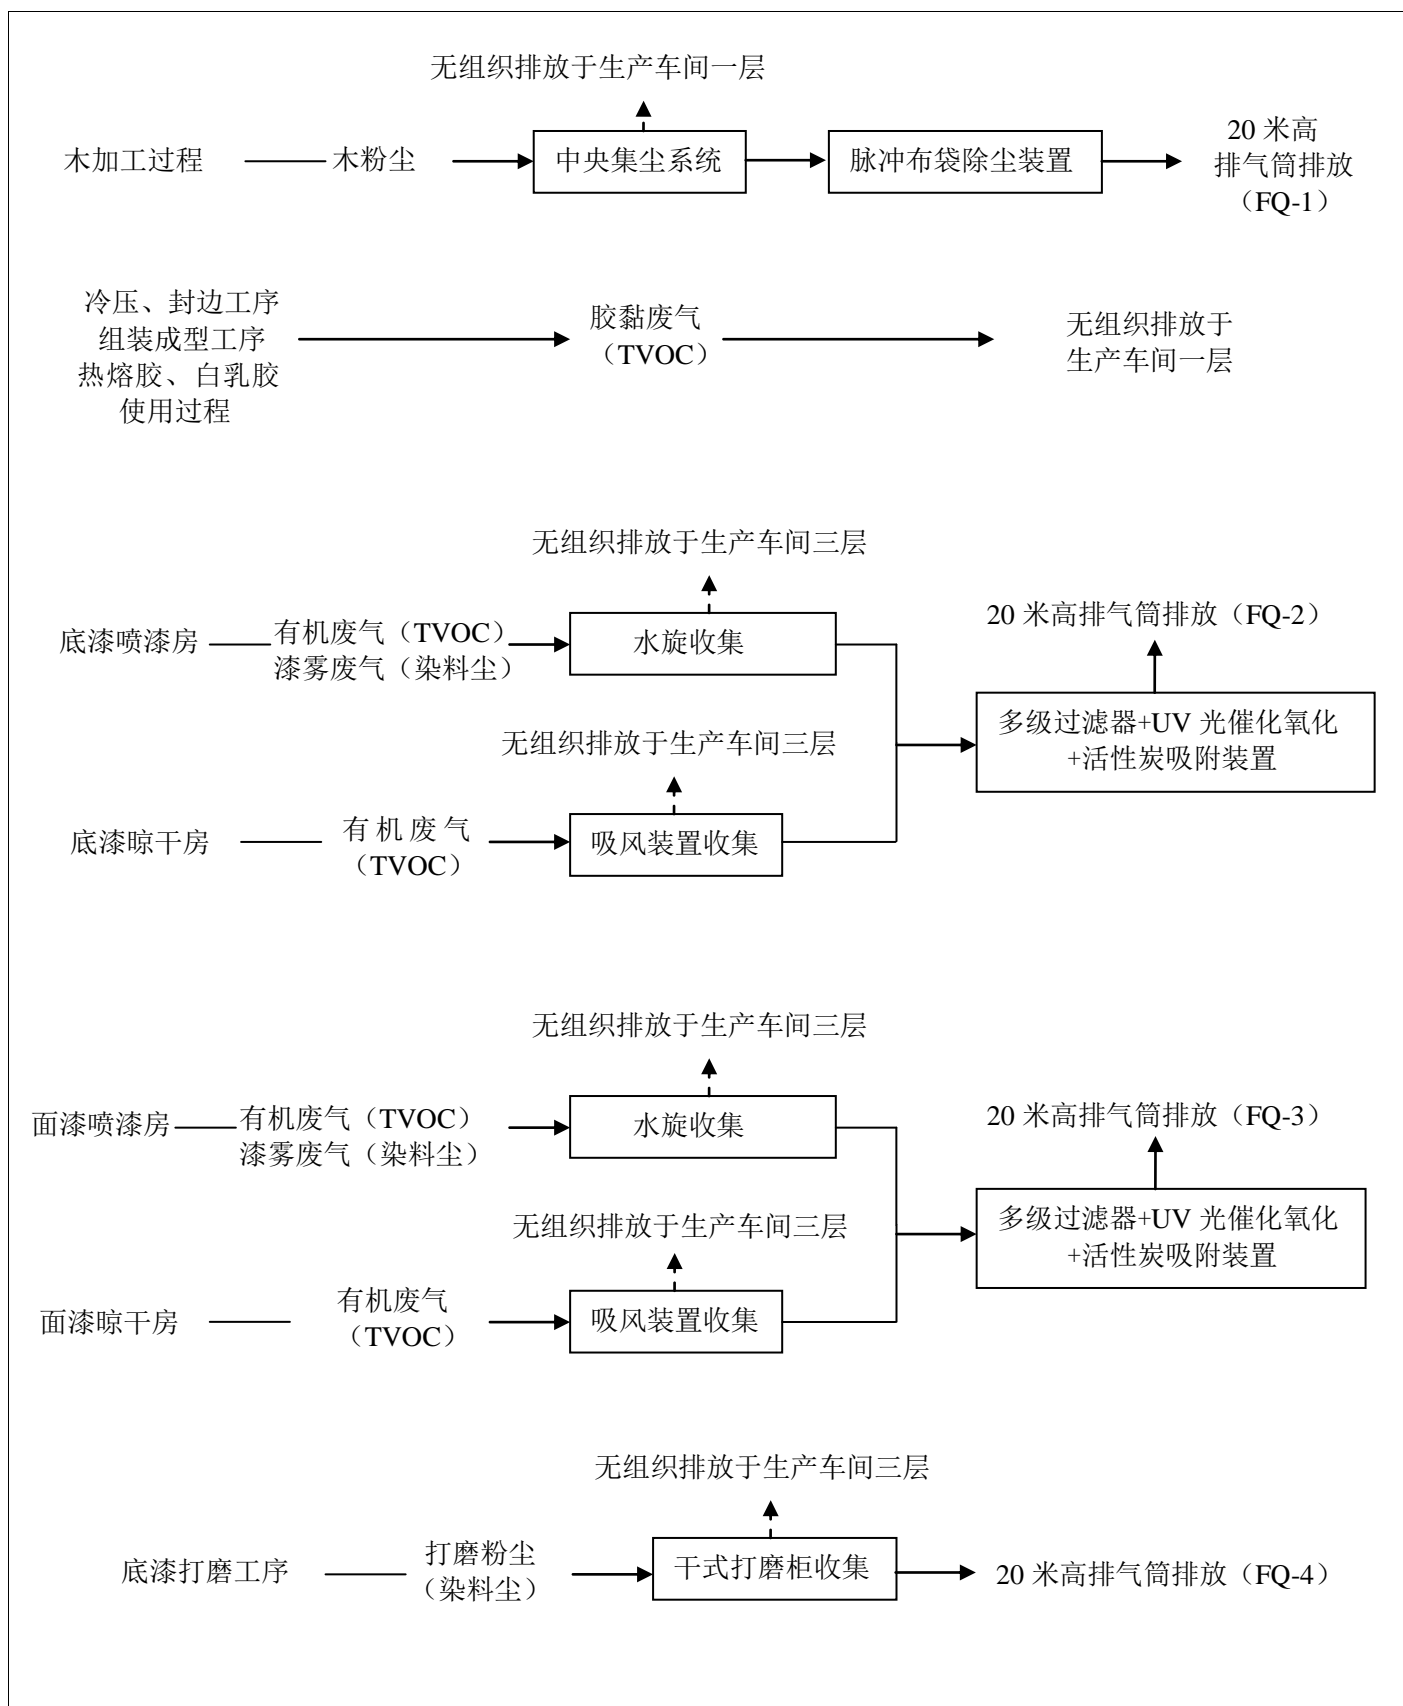 无组织排放于生产车间一层
木加工过程
木粉尘
中央集尘系统
脉冲布袋除尘装置
20 米高
排气筒排放
（FQ-1）
冷压、封边工序
组装成型工序
热熔胶、白乳胶
使用过程
胶黏废气
（TVOC）
无组织排放于
生产车间一层
无组织排放于生产车间三层
底漆喷漆房
有机废气（TVOC）
漆雾废气（染料尘）
水旋收集
20 米高排气筒排放（FQ-2）
无组织排放于生产车间三层
多级过滤器+UV 光催化氧化
+活性炭吸附装置
底漆晾干房
有 机 废 气
（TVOC）
吸风装置收集
无组织排放于生产车间三层
面漆喷漆房
有机废气（TVOC）
漆雾废气（染料尘）
水旋收集
20 米高排气筒排放（FQ-3）
无组织排放于生产车间三层
多级过滤器+UV 光催化氧化
+活性炭吸附装置
面漆晾干房
有机废气
（TVOC）
吸风装置收集
无组织排放于生产车间三层
底漆打磨工序
打磨粉尘
（染料尘）
干式打磨柜收集
20 米高排气筒排放（FQ-4）